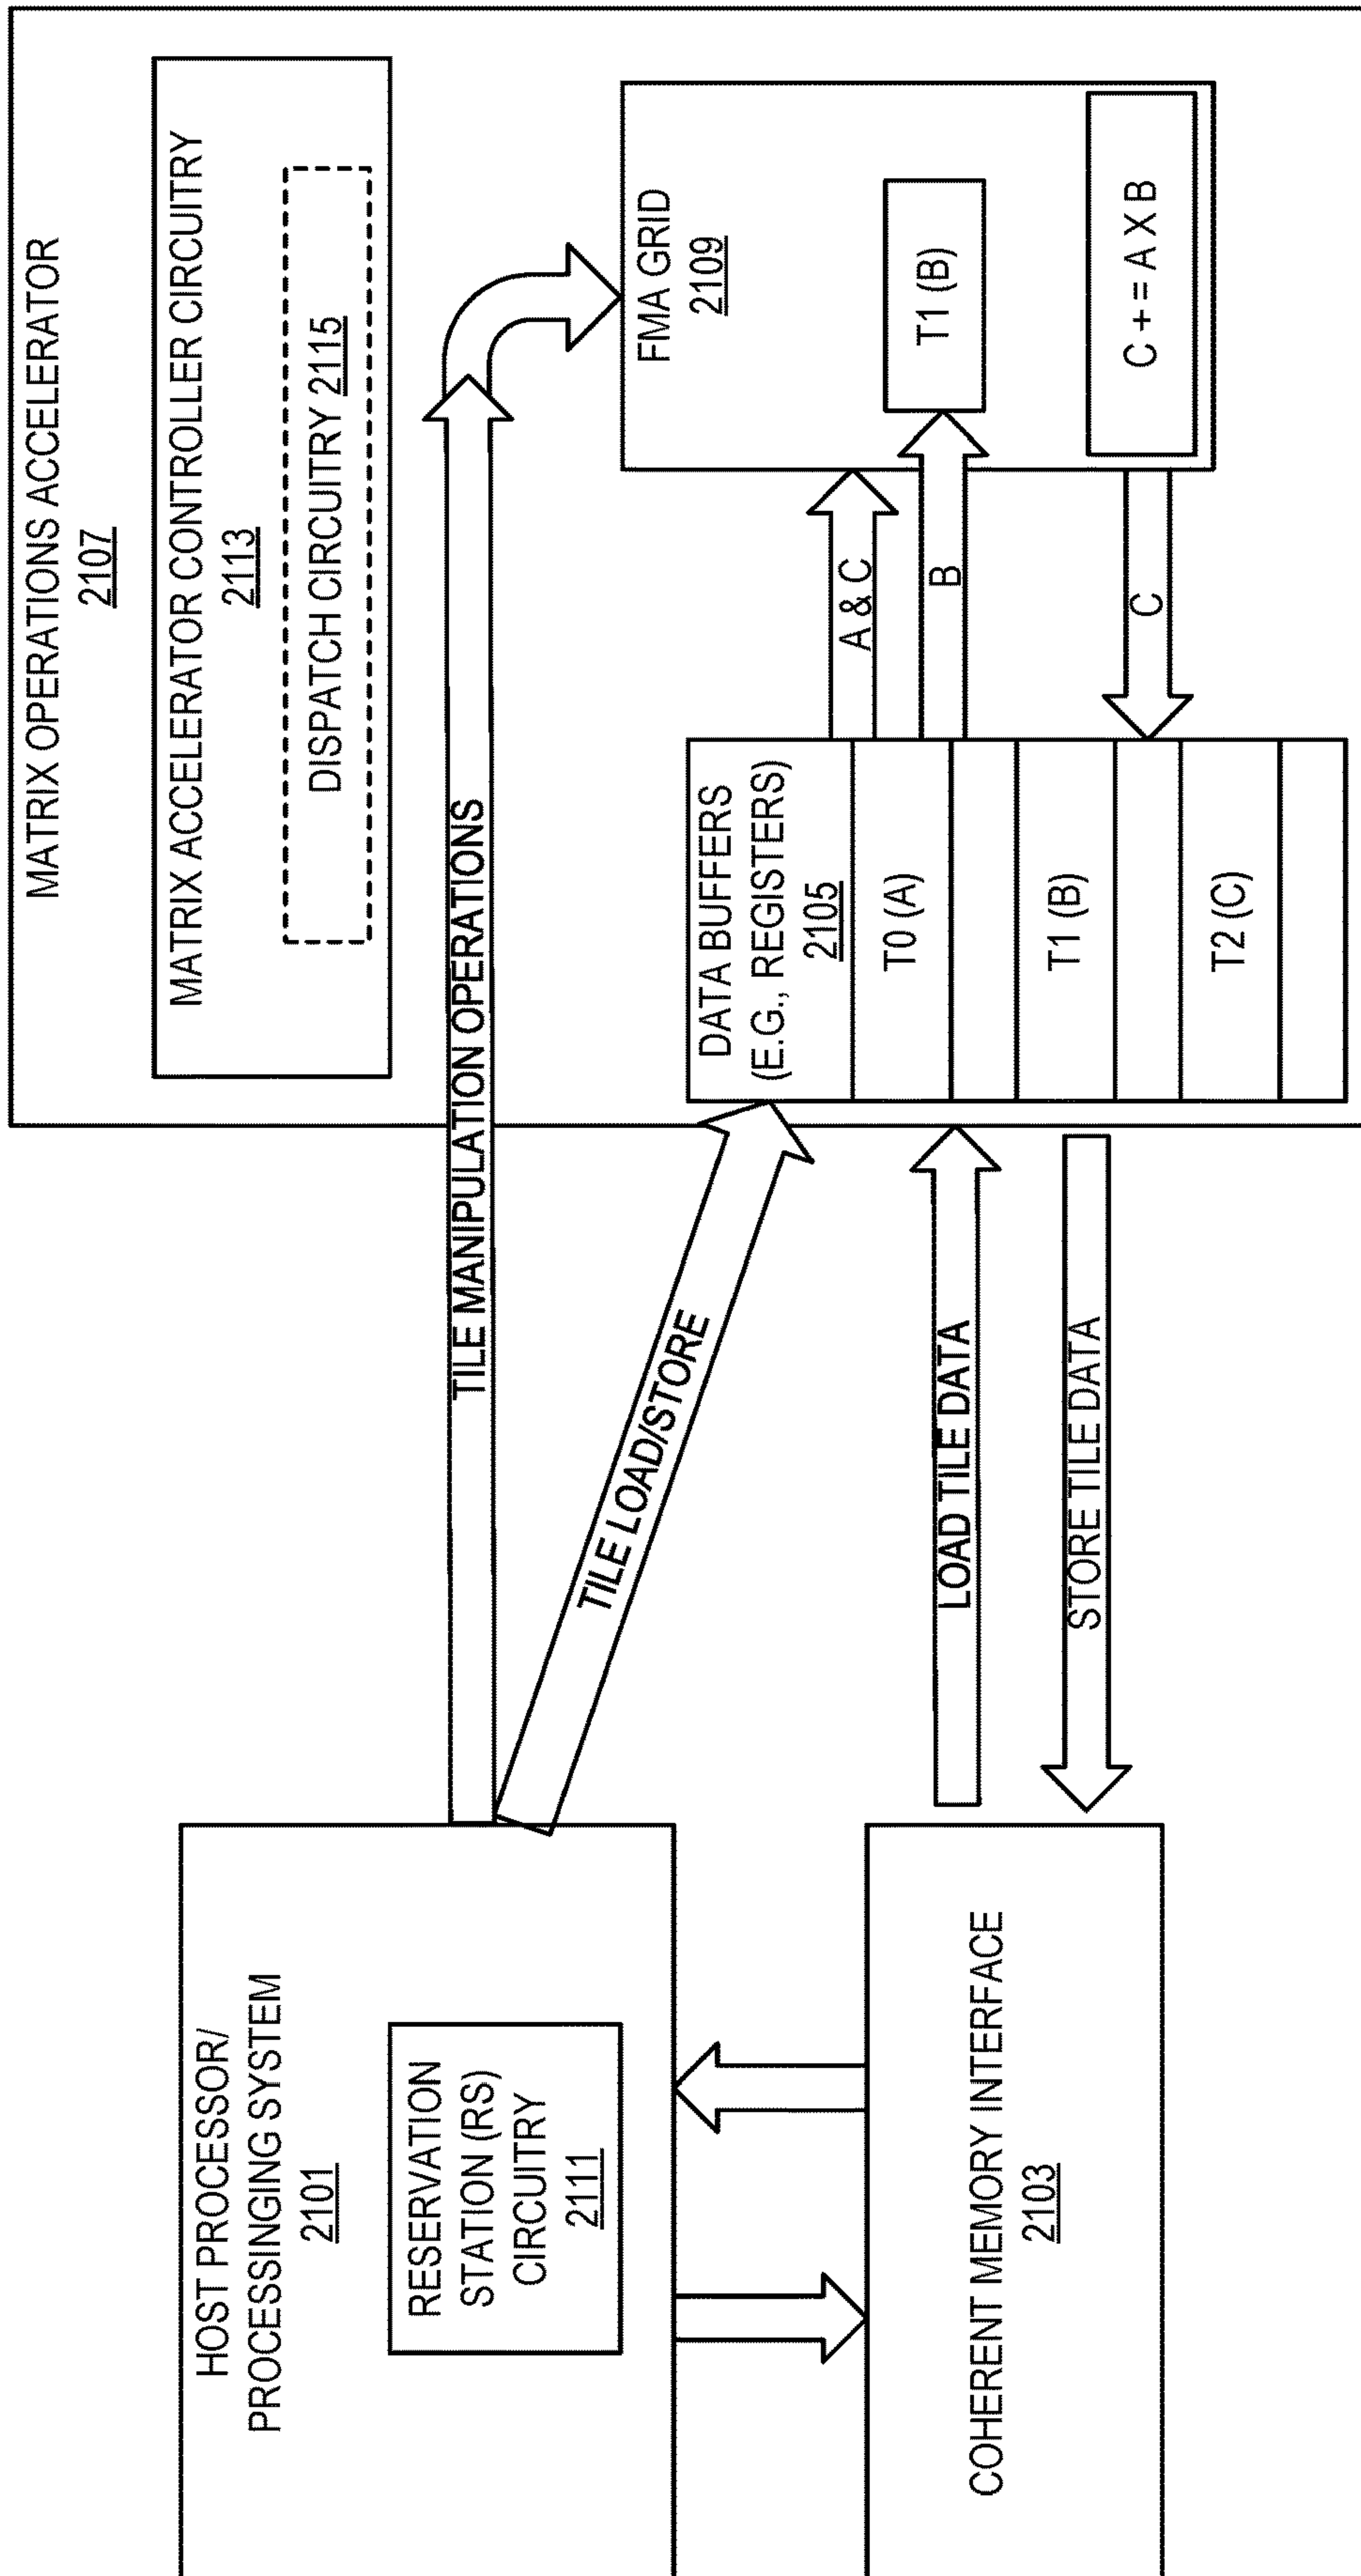 HOST PROCESSOR/
PROCESSINGING SYSTEM
2101
RESERVATION
STATION (RS)
CIRCUITRY
2111
COHERENT MEMORY INTERFACE
2103
TILE MANIPULATION OPERATIONS
TILE LOAD/STORE
LOAD TILE DATA
STORE TILE DATA
MATRIX OPERATIONS ACCELERATOR
2107
MATRIX ACCELERATOR CONTROLLER CIRCUITRY
2113
DISPATCH CIRCUITRY 2115
DATA BUFFERS
(E.G., REGISTERS)
2105
T0 (A)
T1 (B)
T2 (C)
A & C
B
C
FMA GRID
2109
T1 (B)
C + = A X B